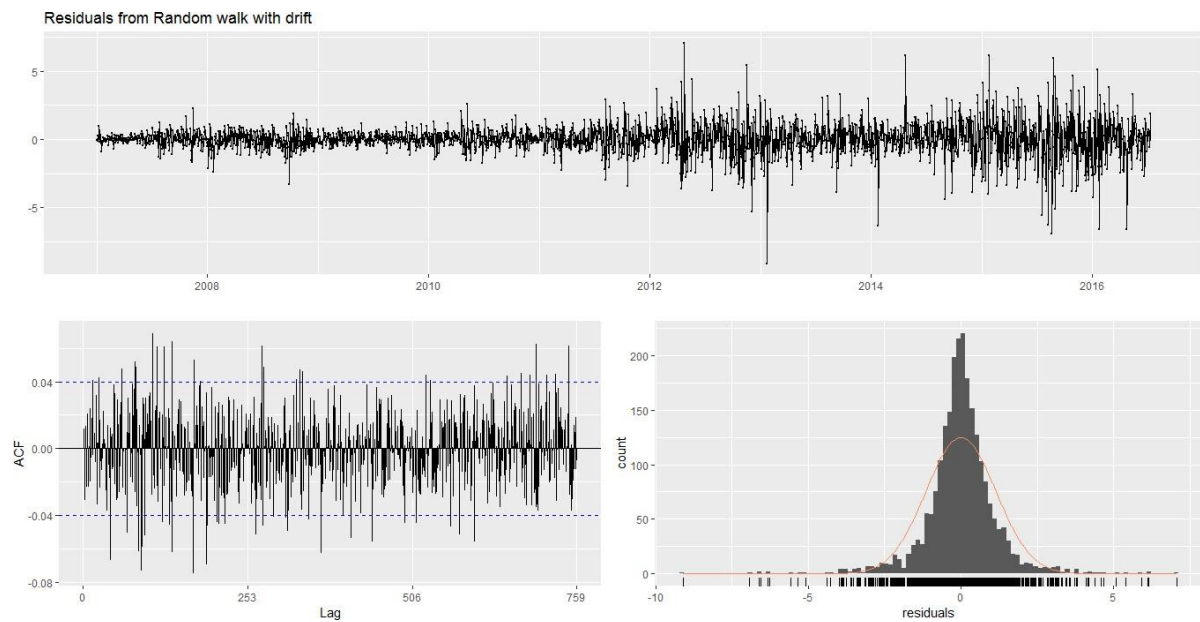 Residuals from Random walk with drift
5
0
-5
2008 2010 2012 2014 2016
ACF
0.04
0.00
-0.04
-0.08
0 253 506 759
Lag
count
200
150
100
50
0
-10 -5 0 5
residuals